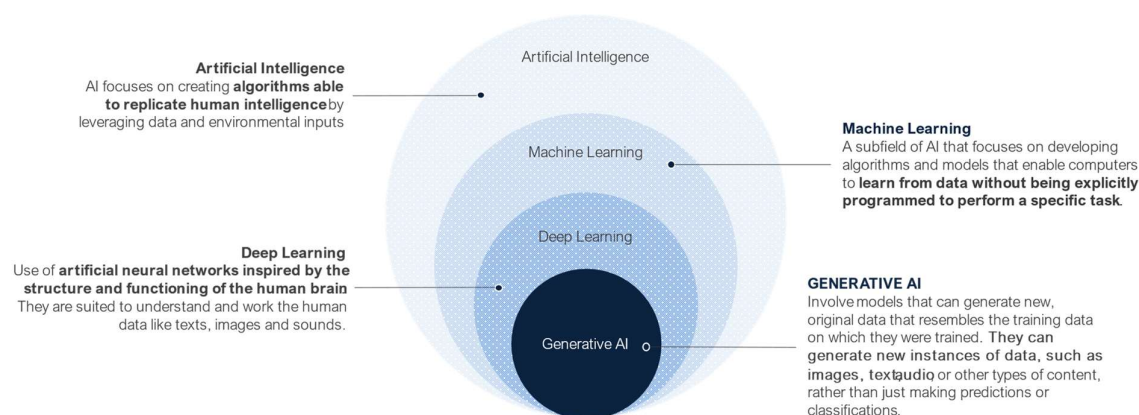 Artificial Intelligence
Artificial Intelligence
AI focuses on creating algorithms able
to replicate human intelligence by
leveraging data and environmental inputs
Machine Learning
Machine Learning
A subfield of AI that focuses on developing
algorithms and models that enable computers
to learn from data without being explicitly
programmed to perform a specific task.
Deep Learning
Deep Learning
Use of artificial neural networks inspired by the
structure and functioning of the human brain
They are suited to understand and work the human
data like texts, images and sounds.
Generative AI
GENERATIVE AI
Involve models that can generate new,
original data that resembles the training data
on which they were trained. They can
generate new instances of data, such as
images, text,audio, or other types of content,
rather than just making predictions or
classifications.